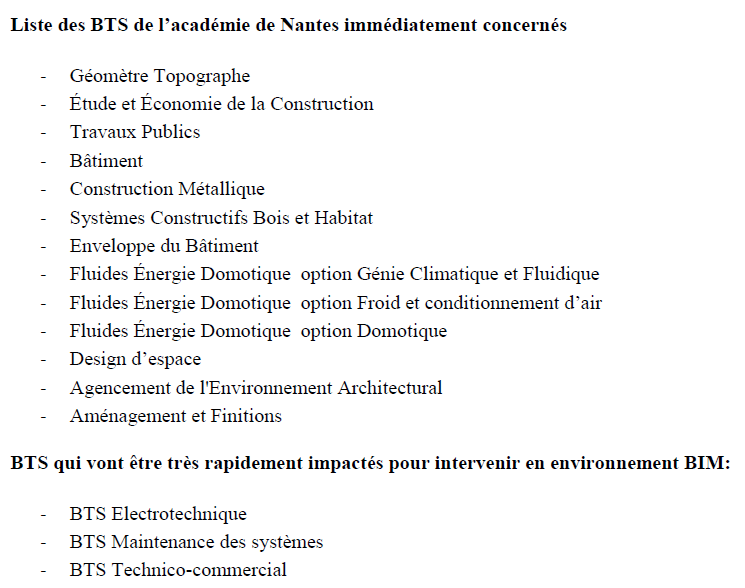 Liste des BTS de l’académie de Nantes immédiatement concernés
- Géomètre Topographe
- Étude et Économie de la Construction
- Travaux Publics
- Bâtiment
- Construction Métallique
- Systèmes Constructifs Bois et Habitat
- Enveloppe du Bâtiment
- Fluides Énergie Domotique  option Génie Climatique et Fluidique
- Fluides Énergie Domotique  option Froid et conditionnement d’air
- Fluides Énergie Domotique  option Domotique
- Design d’espace
- Agencement de l'Environnement Architectural
- Aménagement et Finitions
BTS qui vont être très rapidement impactés pour intervenir en environnement BIM:
- BTS Electrotechnique
- BTS Maintenance des systèmes
- BTS Technico-commercial